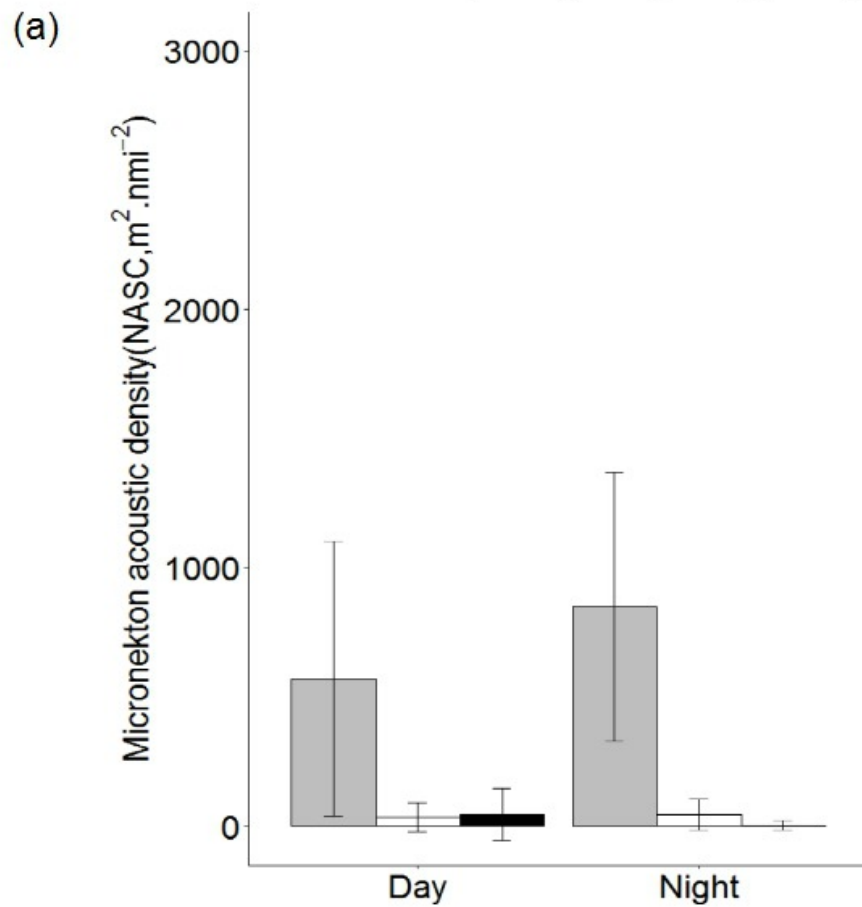 (a)
Micronekton acoustic density(NASC,m².nmi⁻²)
3000
2000
1000
0
Day
Night